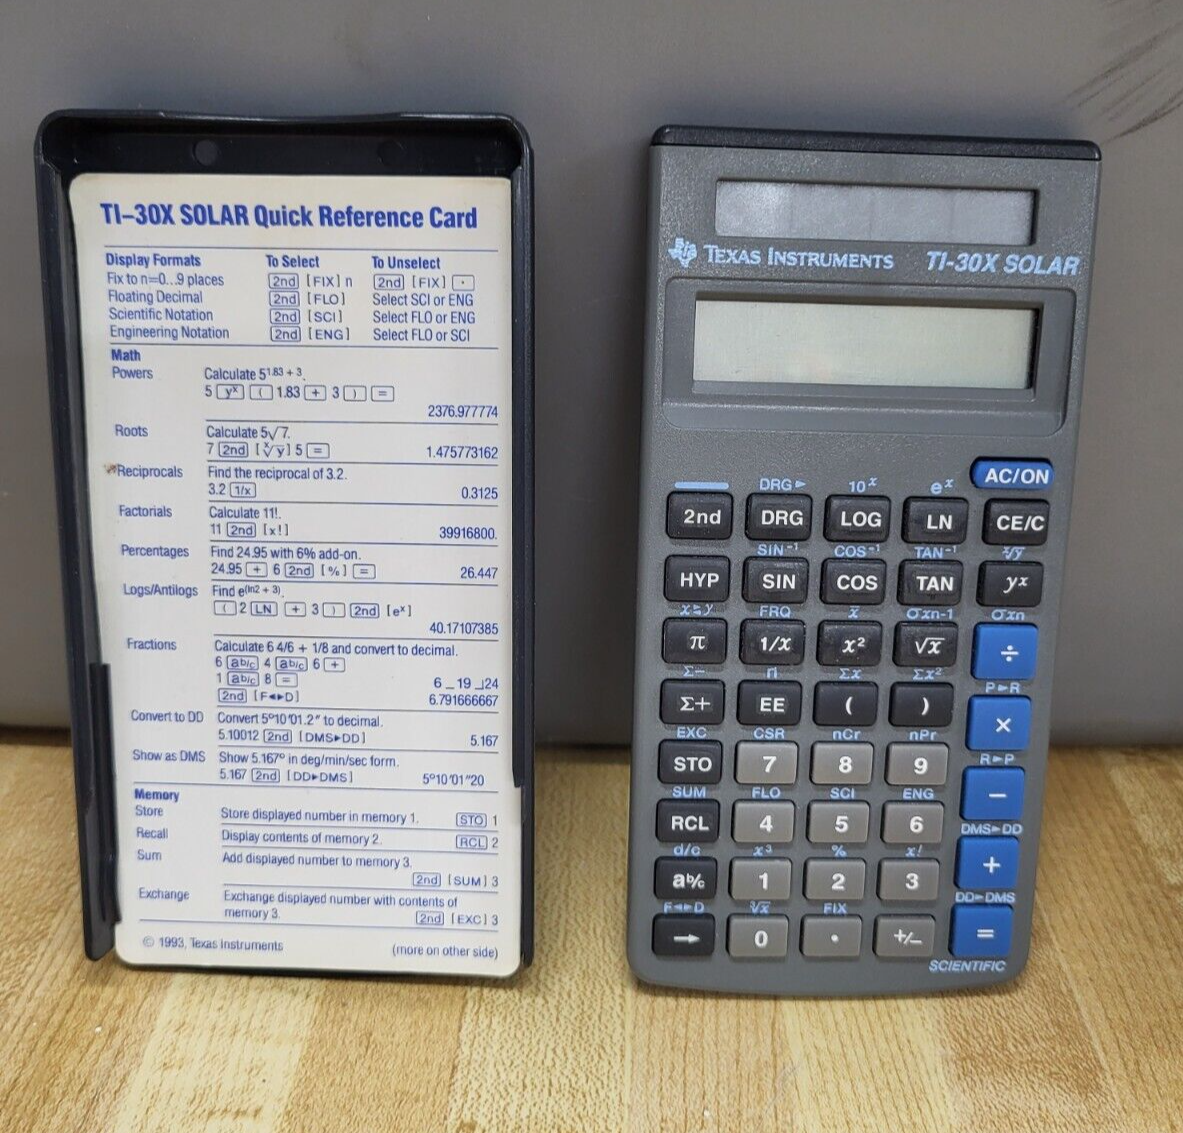 TI-30X SOLAR Quick Reference Card
Display Formats To Select To Unselect
Fix to n=0...9 places 2nd [FIX] n 2nd [FIX] .
Floating Decimal 2nd [FLO] Select SCI or ENG
Scientific Notation 2nd [SCI] Select FLO or ENG
Engineering Notation 2nd [ENG] Select FLO or SCI
Math
Powers Calculate 5¹·⁸³ ⁺ ³.
5 yˣ ( 1.83 + 3 ) =
2376.977774
Roots Calculate 5√7.
7 2nd [ˣ√y] 5 = 1.475773162
Reciprocals Find the reciprocal of 3.2.
3.2 1/x 0.3125
Factorials Calculate 11!.
11 2nd [x!] 39916800.
Percentages Find 24.95 with 6% add-on.
24.95 + 6 2nd [%] = 26.447
Logs/Antilogs Find e(ln2 + 3).
( 2 LN + 3 ) 2nd [eˣ]
40.17107385
Fractions Calculate 6 4/6 + 1/8 and convert to decimal.
6 ab/c 4 ab/c 6 +
1 ab/c 8 = 6 _ 19 ⌟24
2nd [F◄►D] 6.791666667
Convert to DD Convert 5º10'01.2" to decimal.
5.10012 2nd [DMS►DD] 5.167
Show as DMS Show 5.167º in deg/min/sec form.
5.167 2nd [DD►DMS] 5º10'01"20
Memory
Store Store displayed number in memory 1. STO 1
Recall Display contents of memory 2. RCL 2
Sum Add displayed number to memory 3.
2nd [SUM] 3
Exchange Exchange displayed number with contents of
memory 3. 2nd [EXC] 3
© 1993, Texas Instruments (more on other side)
TEXAS INSTRUMENTS TI-30X SOLAR
AC/ON
DRG► 10ˣ eˣ
2nd DRG LOG LN CE/C
SIN⁻¹ COS⁻¹ TAN⁻¹ ˣ√y
HYP SIN COS TAN yˣ
x⇄y FRQ x̅ σxn-1 σxn
π 1/x x² √x ÷
Σ− n Σx Σx² P►R
Σ+ EE ( ) ×
EXC CSR nCr nPr R►P
STO 7 8 9 −
SUM FLO SCI ENG DMS►DD
RCL 4 5 6 +
d/c x³ % x! DD►DMS
ab/c 1 2 3 =
F◄►D ³√x FIX
→ 0 . +/−
SCIENTIFIC